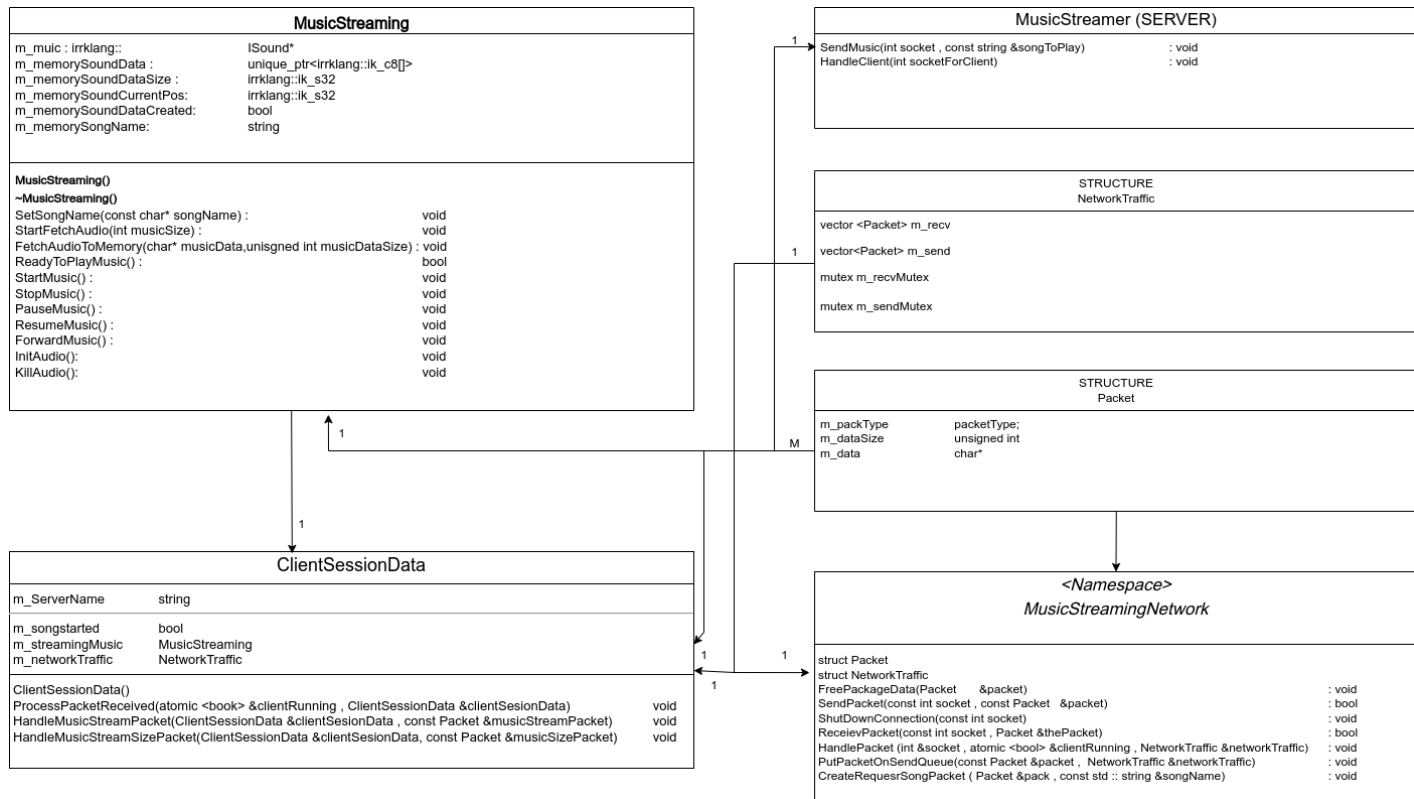 MusicStreaming
m_muic : irrklang:: ISound*
m_memorySoundData : unique_ptr<irrklang::ik_c8[]>
m_memorySoundDataSize : irrklang::ik_s32
m_memorySoundCurrentPos: irrklang::ik_s32
m_memorySoundDataCreated: bool
m_memorySongName: string
MusicStreaming()
~MusicStreaming()
SetSongName(const char* songName) : void
StartFetchAudio(int musicSize) : void
FetchAudioToMemory(char* musicData,unisgned int musicDataSize) : void
ReadyToPlayMusic() : bool
StartMusic() : void
StopMusic() : void
PauseMusic() : void
ResumeMusic() : void
ForwardMusic() : void
InitAudio(): void
KillAudio(): void
1
1
ClientSessionData
m_ServerName string
m_songstarted bool
m_streamingMusic MusicStreaming
m_networkTraffic NetworkTraffic
ClientSessionData()
ProcessPacketReceived(atomic <book> &clientRunning , ClientSessionData &clientSesionData) void
HandleMusicStreamPacket(ClientSessionData &clientSesionData , const Packet &musicStreamPacket) void
HandleMusicStreamSizePacket(ClientSessionData &clientSesionData, const Packet &musicSizePacket) void
MusicStreamer (SERVER)
1
SendMusic(int socket , const string &songToPlay) : void
HandleClient(int socketForClient) : void
STRUCTURE
NetworkTraffic
vector <Packet> m_recv
1
vector<Packet> m_send
mutex m_recvMutex
mutex m_sendMutex
STRUCTURE
Packet
m_packType packetType;
m_dataSize unsigned int
M
m_data char*
1
1
1
<Namespace>
MusicStreamingNetwork
struct Packet
struct NetworkTraffic
FreePackageData(Packet &packet) : void
SendPacket(const int socket , const Packet &packet) : bool
ShutDownConnection(const int socket) : void
ReceievPacket(const int socket , Packet &thePacket) : bool
HandlePacket (int &socket , atomic <bool> &clientRunning , NetworkTraffic &networkTraffic) : void
PutPacketOnSendQueue(const Packet &packet , NetworkTraffic &networkTraffic) : void
CreateRequesrSongPacket ( Packet &pack , const std :: string &songName) : void